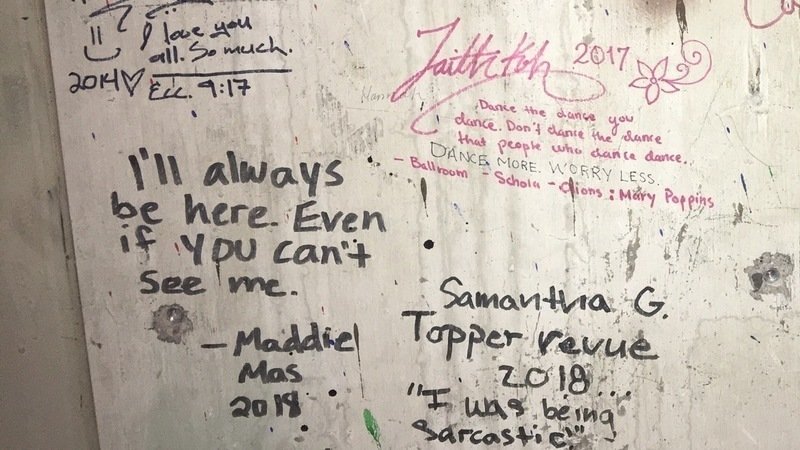 I love you
all. So much.
2014
Ecc. 9:17
Faith Koh 2017
Dance the dance you
dance. Don't dance the dance
that people who dance dance.
DANCE MORE. WORRY LESS.
- Ballroom - Schola - Clions : Mary Poppins
I'll always
be here. Even
if you can't
see me.
- Maddie
Mas
2018
Samantha G.
Topper revue
2018...
"I was being
Sarcastic"